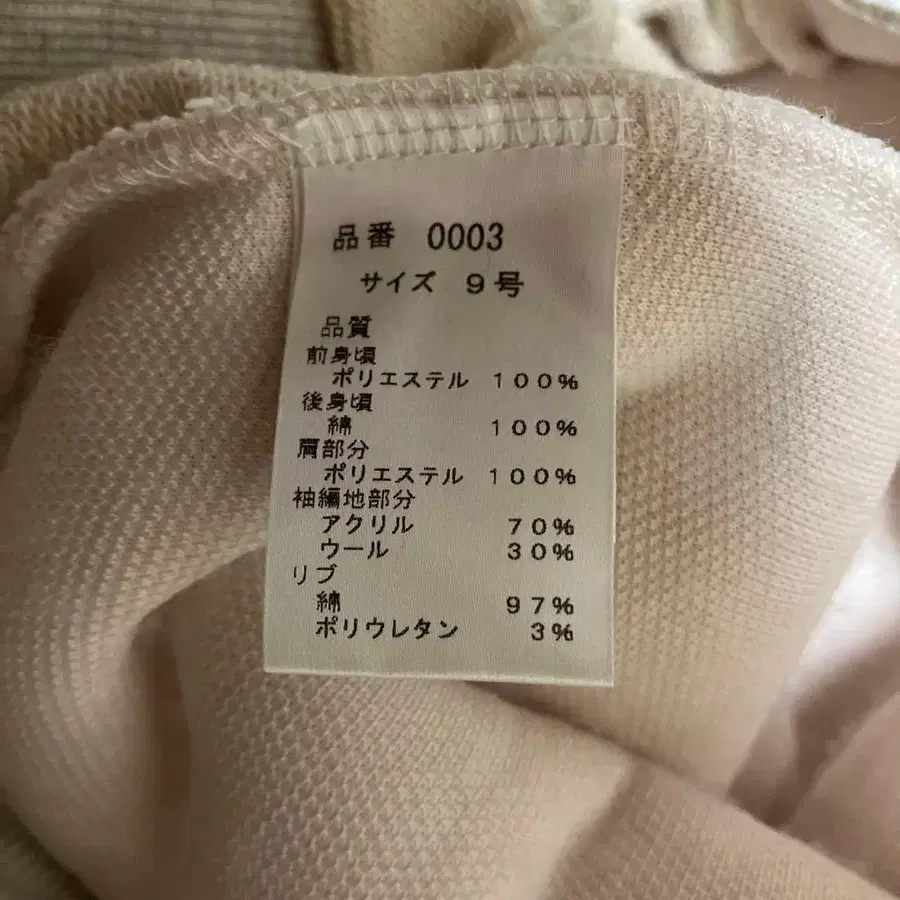 品番 0003
サイズ 9号
品質
前身頃
ポリエステル 100%
後身頃
綿 100%
肩部分
ポリエステル 100%
袖編地部分
アクリル 70%
ウール 30%
リブ
綿 97%
ポリウレタン 3%